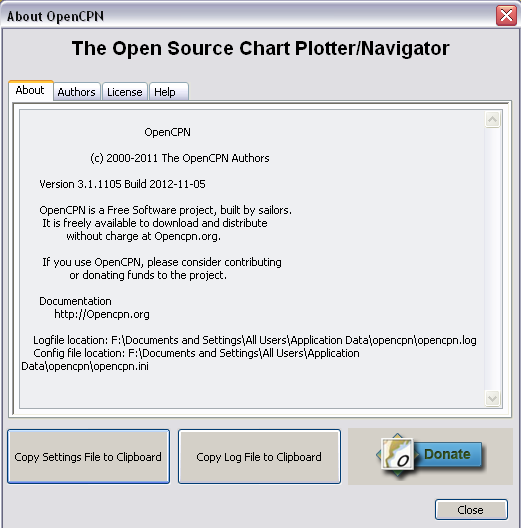 About OpenCPN
The Open Source Chart Plotter/Navigator
About Authors License Help
OpenCPN
(c) 2000-2011 The OpenCPN Authors
Version 3.1.1105 Build 2012-11-05
OpenCPN is a Free Software project, built by sailors.
It is freely available to download and distribute
without charge at Opencpn.org.
If you use OpenCPN, please consider contributing
or donating funds to the project.
Documentation
http://Opencpn.org
Logfile location: F:\Documents and Settings\All Users\Application Data\opencpn\opencpn.log
Config file location: F:\Documents and Settings\All Users\Application
Data\opencpn\opencpn.ini
Copy Settings File to Clipboard Copy Log File to Clipboard Donate
Close